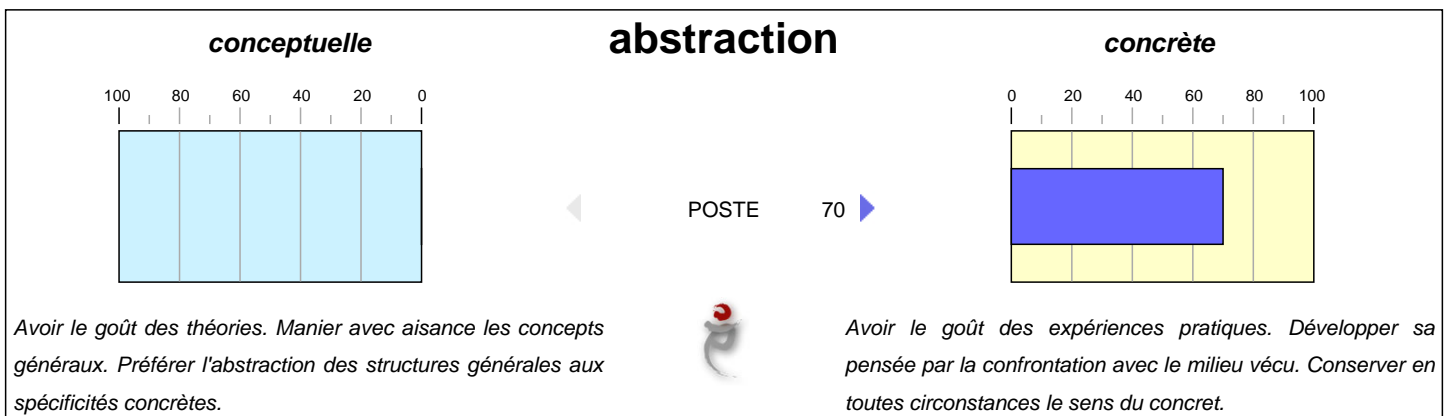 conceptuelle abstraction concrète
100 80 60 40 20 0 0 20 40 60 80 100
POSTE 70
Avoir le goût des théories. Manier avec aisance les concepts
généraux. Préférer l'abstraction des structures générales aux
spécificités concrètes.
Avoir le goût des expériences pratiques. Développer sa
pensée par la confrontation avec le milieu vécu. Conserver en
toutes circonstances le sens du concret.